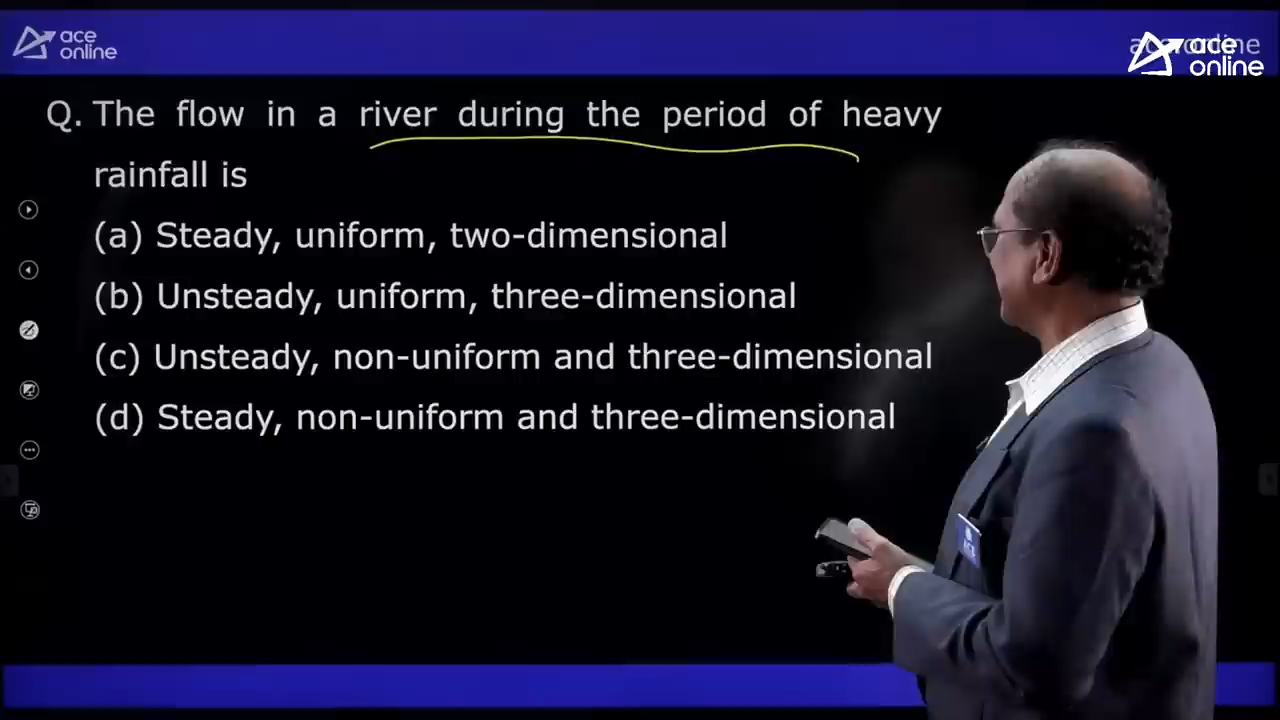 ace
online
ace
online
Q. The flow in a river during the period of heavy
rainfall is
(a) Steady, uniform, two-dimensional
(b) Unsteady, uniform, three-dimensional
(c) Unsteady, non-uniform and three-dimensional
(d) Steady, non-uniform and three-dimensional
ACE